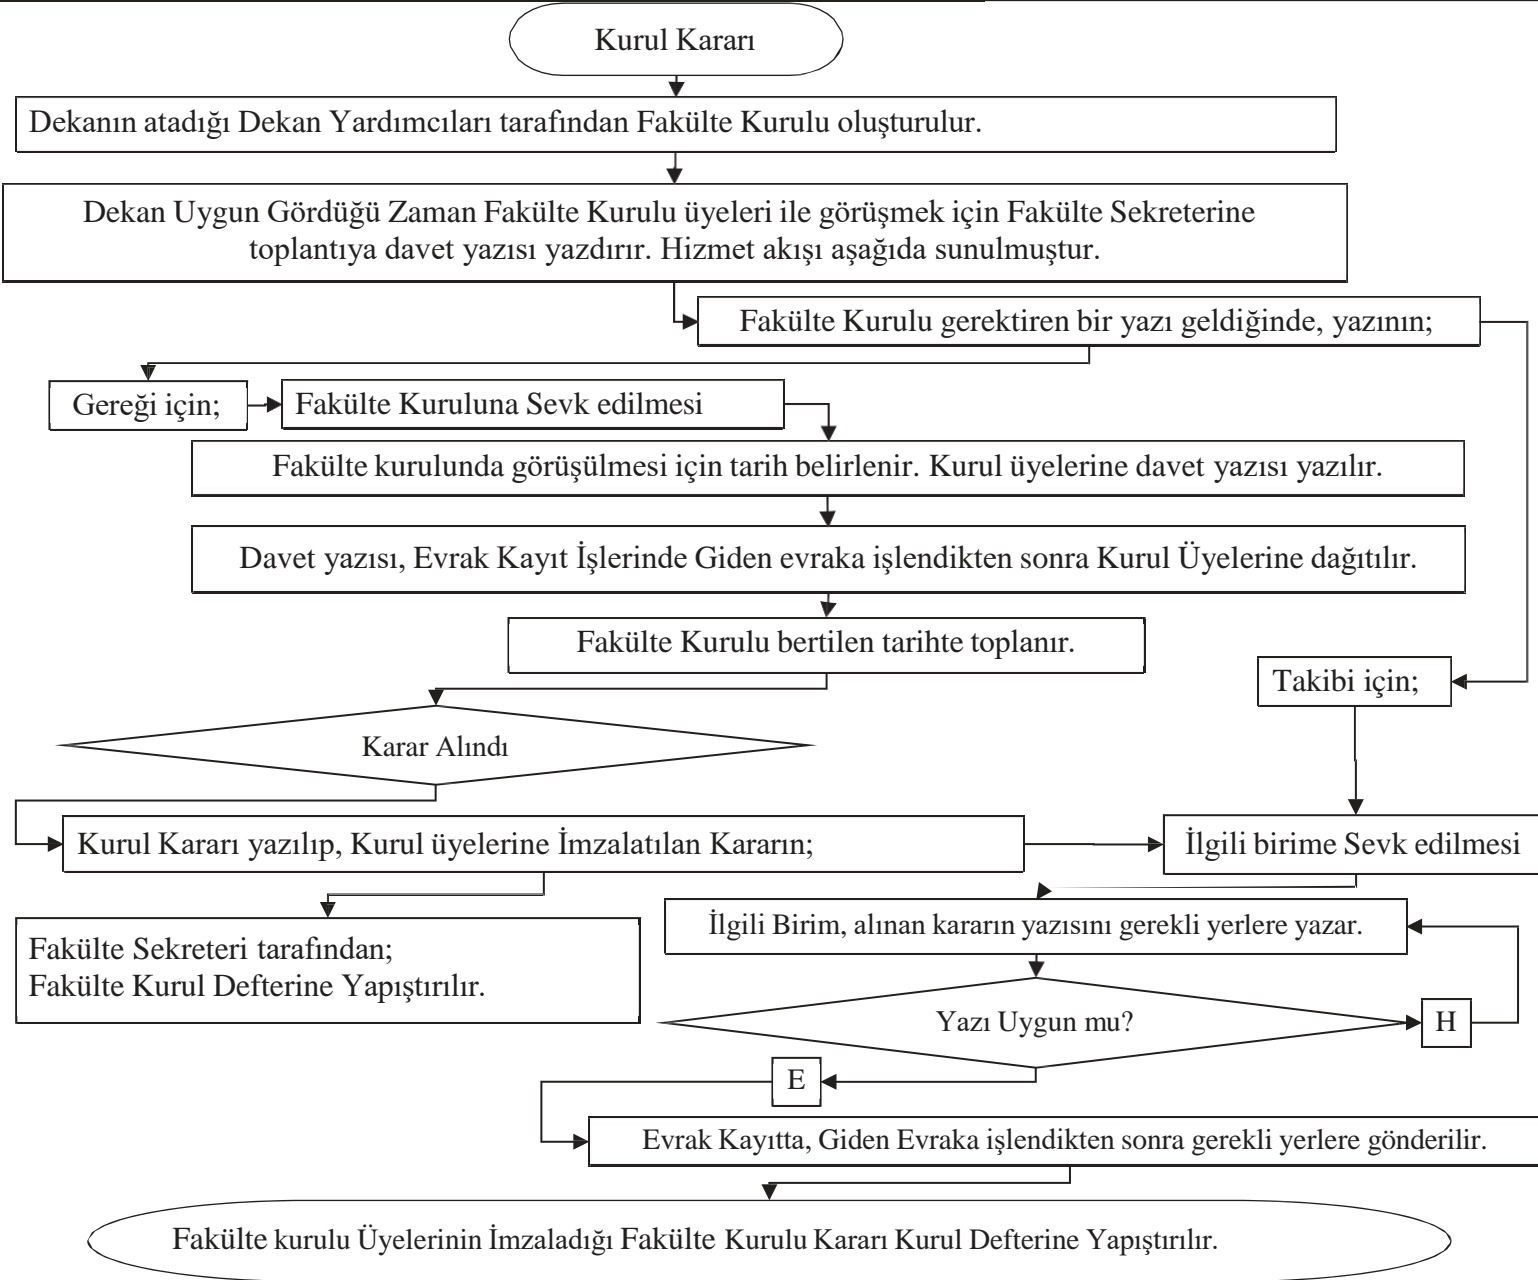 Kurul Kararı
Dekanın atadığı Dekan Yardımcıları tarafından Fakülte Kurulu oluşturulur.
Dekan Uygun Gördüğü Zaman Fakülte Kurulu üyeleri ile görüşmek için Fakülte Sekreterine
toplantıya davet yazısı yazdırır. Hizmet akışı aşağıda sunulmuştur.
Fakülte Kurulu gerektiren bir yazı geldiğinde, yazının;
Gereği için;
Fakülte Kuruluna Sevk edilmesi
Fakülte kurulunda görüşülmesi için tarih belirlenir. Kurul üyelerine davet yazısı yazılır.
Davet yazısı, Evrak Kayıt İşlerinde Giden evraka işlendikten sonra Kurul Üyelerine dağıtılır.
Fakülte Kurulu bertilen tarihte toplanır.
Takibi için;
Karar Alındı
Kurul Kararı yazılıp, Kurul üyelerine İmzalatılan Kararın;
İlgili birime Sevk edilmesi
İlgili Birim, alınan kararın yazısını gerekli yerlere yazar.
Fakülte Sekreteri tarafından;
Fakülte Kurul Defterine Yapıştırılır.
Yazı Uygun mu?
H
E
Evrak Kayıtta, Giden Evraka işlendikten sonra gerekli yerlere gönderilir.
Fakülte kurulu Üyelerinin İmzaladığı Fakülte Kurulu Kararı Kurul Defterine Yapıştırılır.